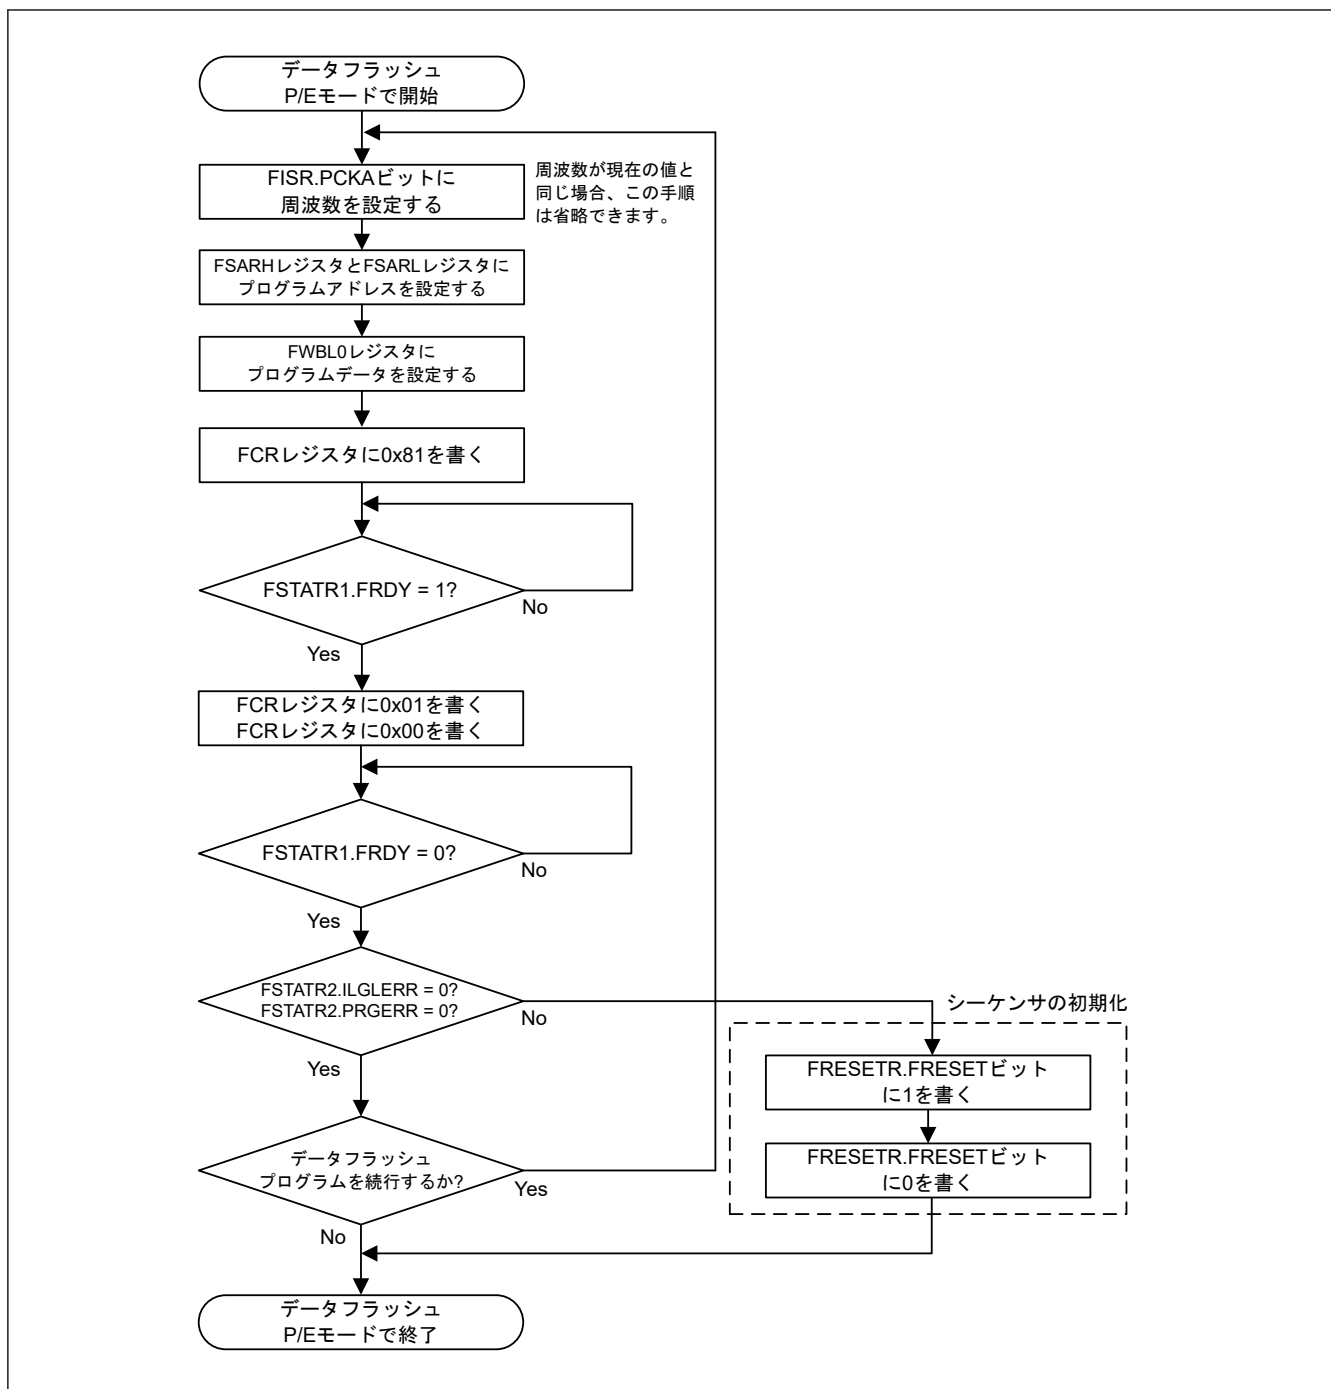 データフラッシュ
P/Eモードで開始
FISR.PCKAビットに
周波数を設定する
周波数が現在の値と
同じ場合、この手順
は省略できます。
FSARHレジスタとFSARLレジスタに
プログラムアドレスを設定する
FWBL0レジスタに
プログラムデータを設定する
FCRレジスタに0x81を書く
FSTATR1.FRDY = 1?
No
Yes
FCRレジスタに0x01を書く
FCRレジスタに0x00を書く
FSTATR1.FRDY = 0?
No
Yes
FSTATR2.ILGLERR = 0?
FSTATR2.PRGERR = 0?
No
Yes
シーケンサの初期化
FRESETR.FRESETビット
に1を書く
FRESETR.FRESETビット
に0を書く
データフラッシュ
プログラムを続行するか?
Yes
No
データフラッシュ
P/Eモードで終了